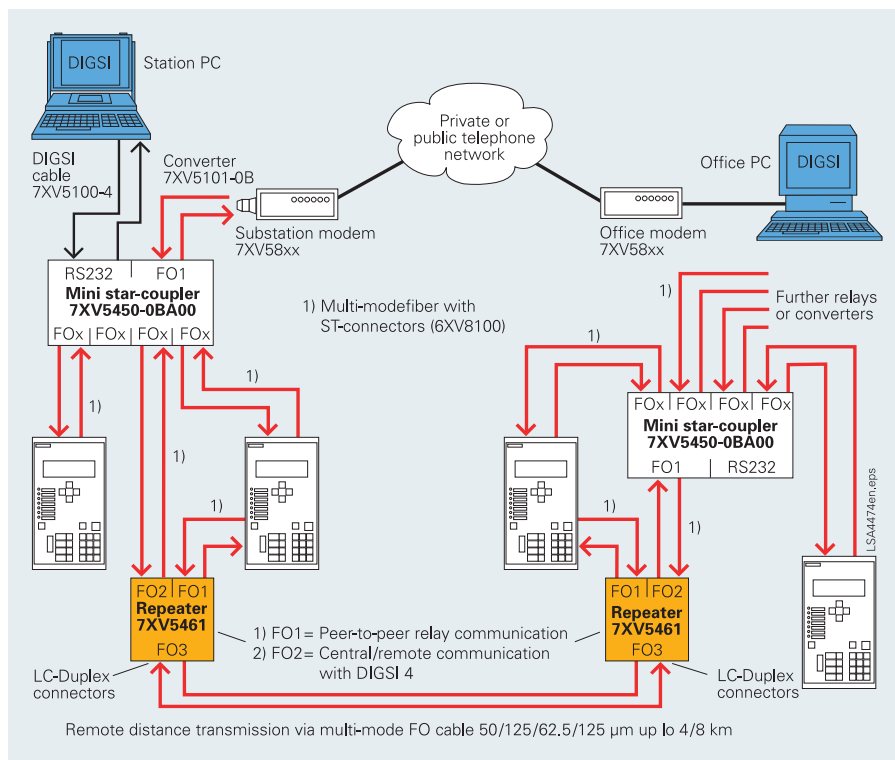 DIGSI
Station PC
DIGSI
cable
7XV5100-4
Converter
7XV5101-0B
Substation modem
7XV58xx
Private or
public telephone
network
Office PC
DIGSI
Office modem
7XV58xx
RS232
FO1
Mini star-coupler
7XV5450-0BA00
FOx
FOx
FOx
FOx
1) Multi-modefiber with
ST-connectors (6XV8100)
1)
Further relays
or converters
1)
1)
1)
1)
1)
1)
1)
FOx
FOx
FOx
FOx
Mini star-coupler
7XV5450-0BA00
FO1
RS232
1)
LSA4474en.eps
FO2
FO1
Repeater
7XV5461
FO3
1) FO1= Peer-to-peer relay communication
2) FO2= Central/remote communication
with DIGSI 4
FO1
FO2
Repeater
7XV5461
FO3
LC-Duplex
connectors
LC-Duplex
connectors
Remote distance transmission via multi-mode FO cable 50/125/62.5/125 µm up lo 4/8 km